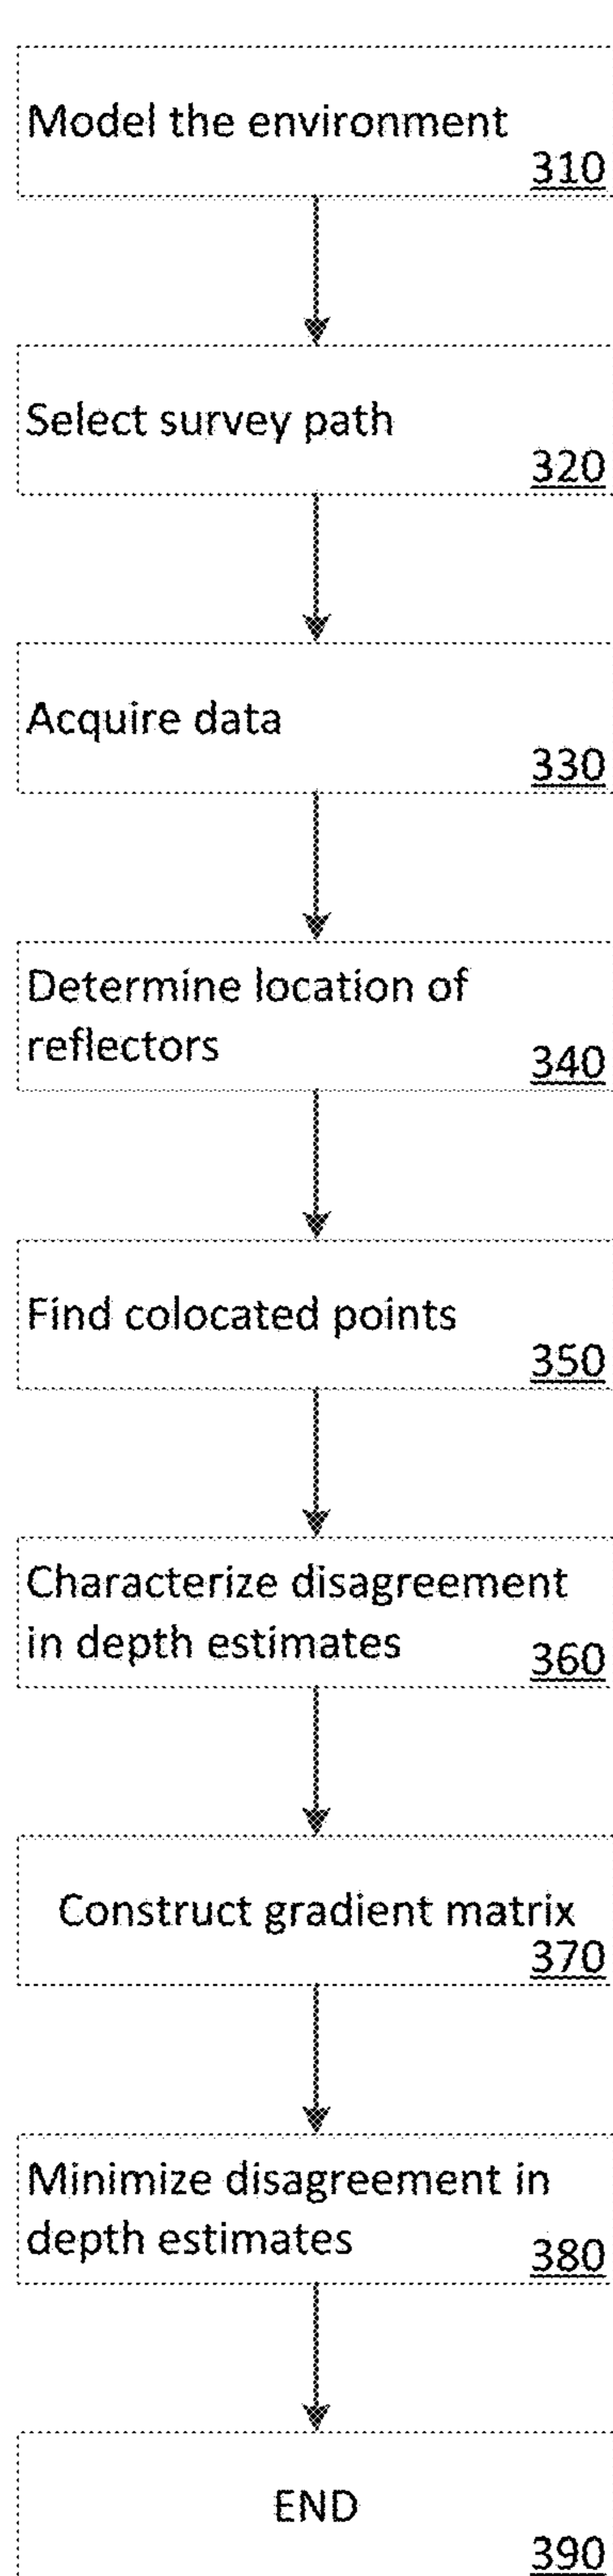 Model the environment
310
Select survey path
320
Acquire data
330
Determine location of
reflectors
340
Find colocated points
350
Characterize disagreement
in depth estimates
360
Construct gradient matrix
370
Minimize disagreement in
depth estimates
380
END
390